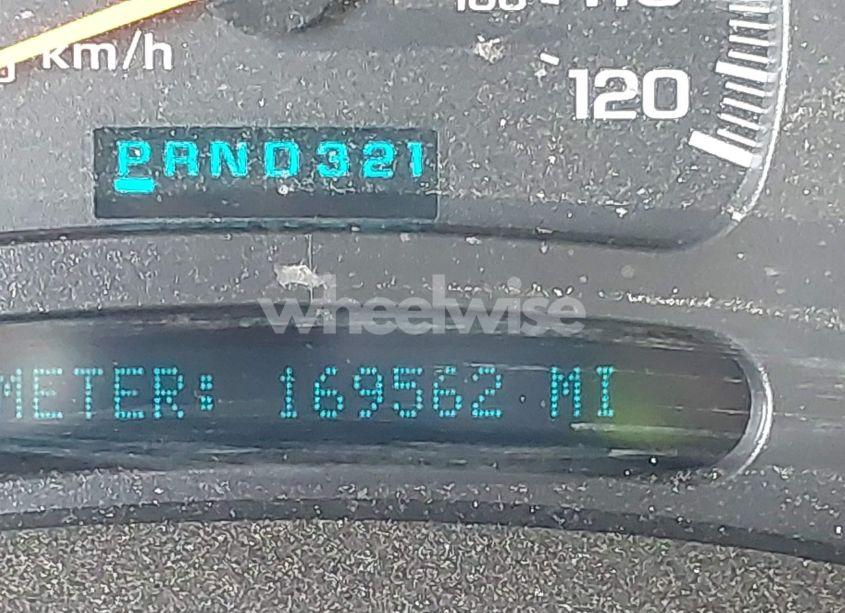 km/h
120
PRND321
wheelwise
METER: 169562 MI